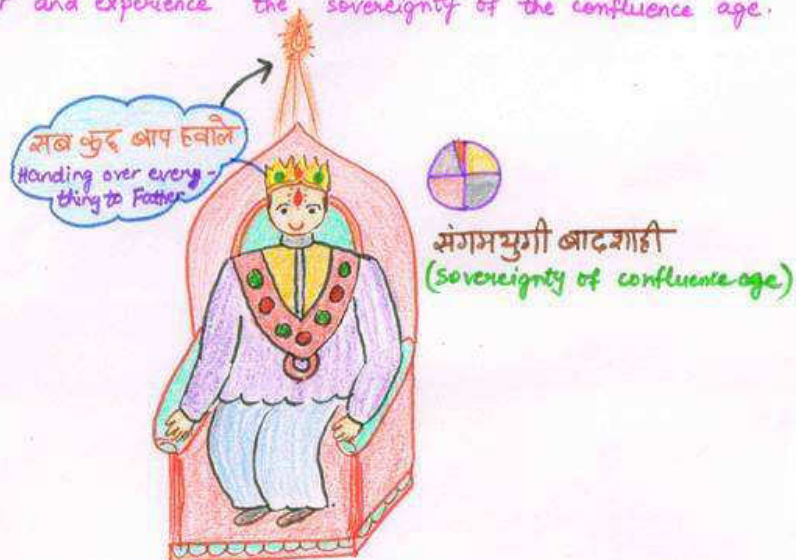 and experience the sovereignty of the confluence age.
सब कुछ बाप हवाले
Handing over every-
thing to Father
संगमयुगी बादशाही
(sovereignty of confluence age)